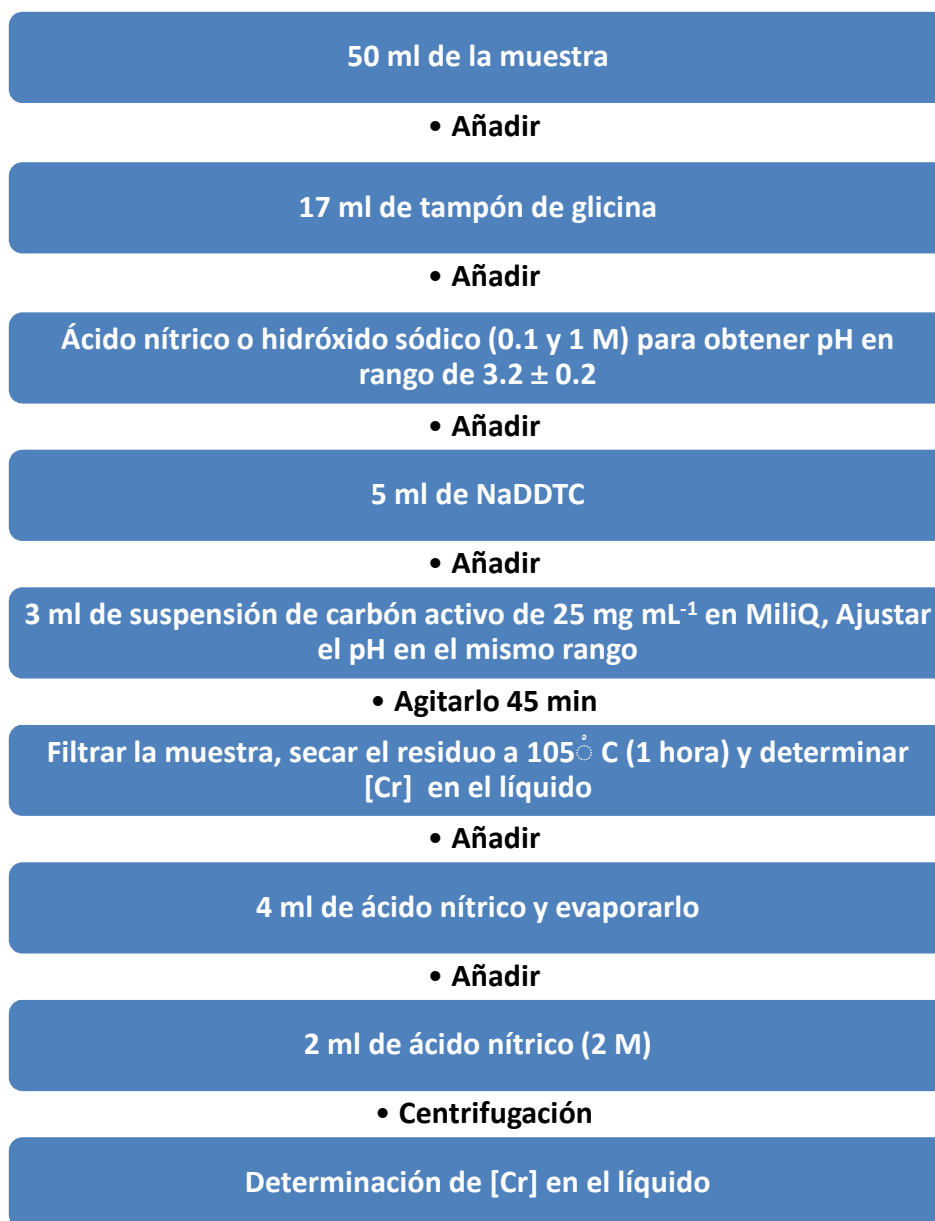 50 ml de la muestra
• Añadir
17 ml de tampón de glicina
• Añadir
Ácido nítrico o hidróxido sódico (0.1 y 1 M) para obtener pH en
rango de 3.2 ± 0.2
• Añadir
5 ml de NaDDTC
• Añadir
3 ml de suspensión de carbón activo de 25 mg mL⁻¹ en MiliQ, Ajustar
el pH en el mismo rango
• Agitarlo 45 min
Filtrar la muestra, secar el residuo a 105 ̊ C (1 hora) y determinar
[Cr] en el líquido
• Añadir
4 ml de ácido nítrico y evaporarlo
• Añadir
2 ml de ácido nítrico (2 M)
• Centrifugación
Determinación de [Cr] en el líquido